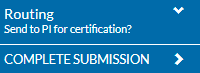 Routing
Send to PI for certification?
COMPLETE SUBMISSION